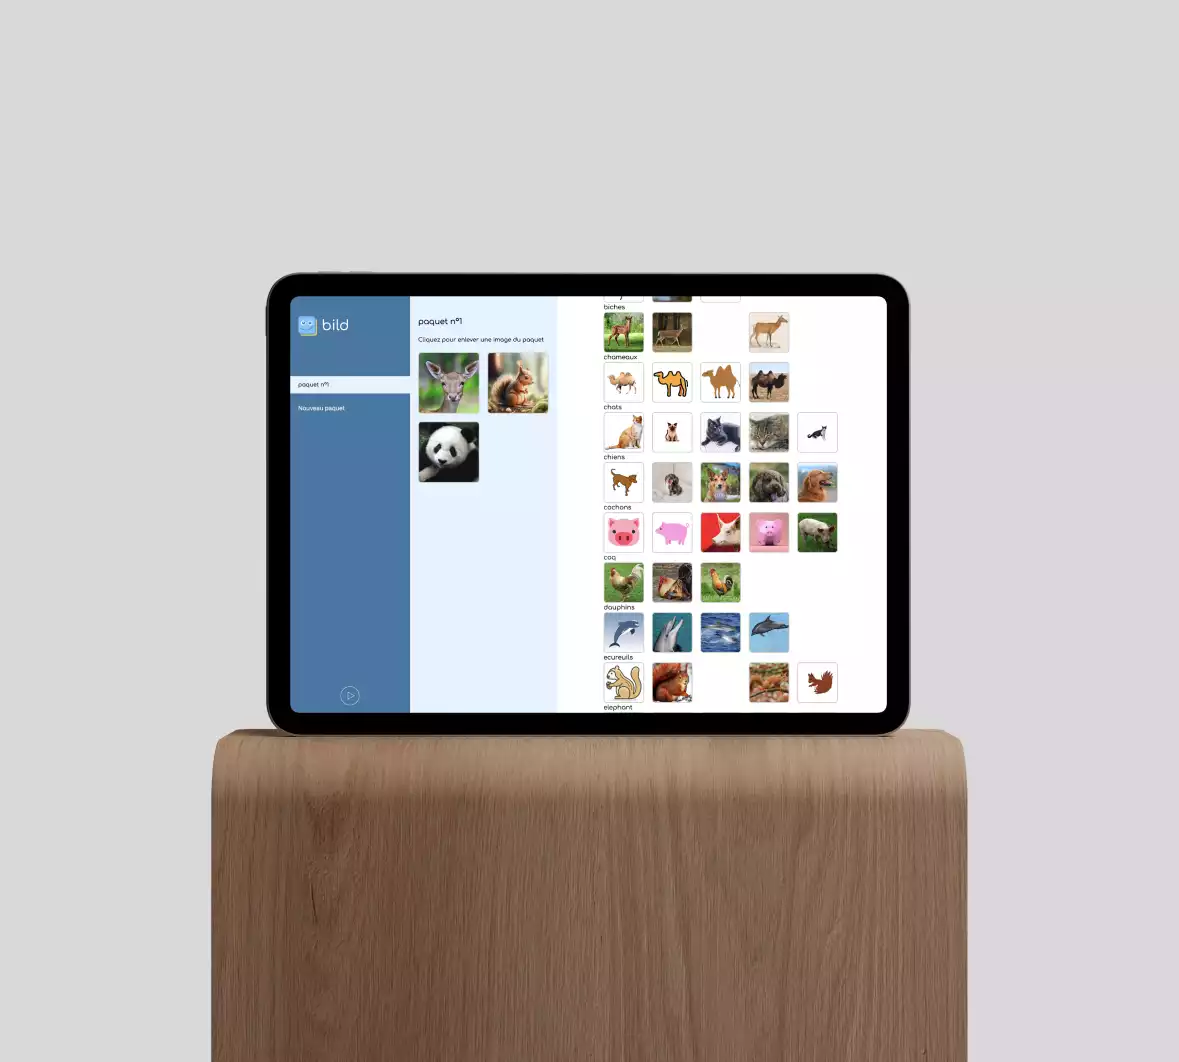 bild
paquet n°1
Nouveau paquet
paquet n°1
Cliquez pour enlever une image du paquet
biches
chameaux
chats
chiens
cochons
coq
dauphins
ecureuils
elephant